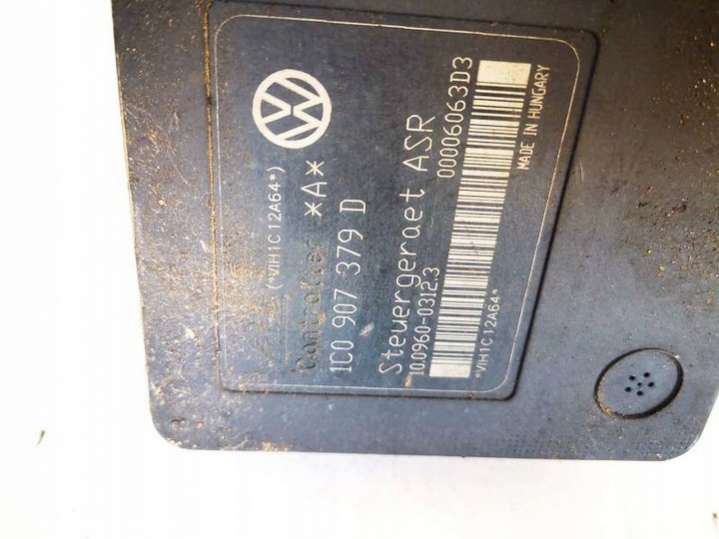 (*VIH1C12A64*)
Controller *A*
1C0 907 379 D
Steuergeraet ASR
10.0960-0312.3 00006063D3
*VIH1C12A64* MADE IN HUNGARY